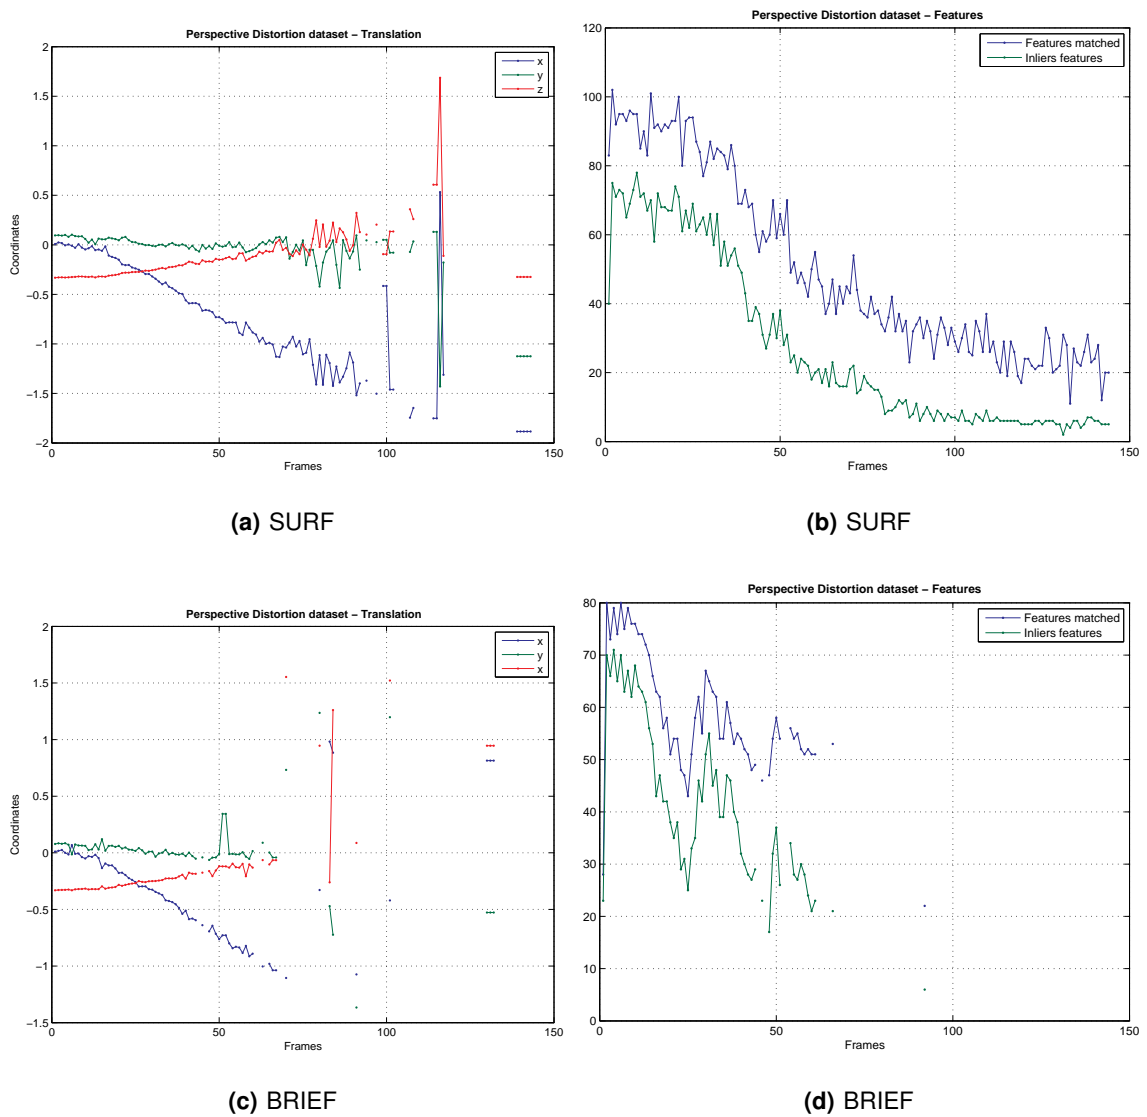 Perspective Distortion dataset – Translation
2
1.5
1
0.5
0
−0.5
−1
−1.5
−2
Coordinates
0
50
100
150
Frames
x
y
z
(a) SURF
Perspective Distortion dataset – Features
120
100
80
60
40
20
0
0
50
100
150
Frames
Features matched
Inliers features
(b) SURF
Perspective Distortion dataset – Translation
2
1.5
1
0.5
0
−0.5
−1
−1.5
Coordinates
0
50
100
150
Frames
x
y
x
(c) BRIEF
Perspective Distortion dataset – Features
80
70
60
50
40
30
20
10
0
0
50
100
150
Frames
Features matched
Inliers features
(d) BRIEF